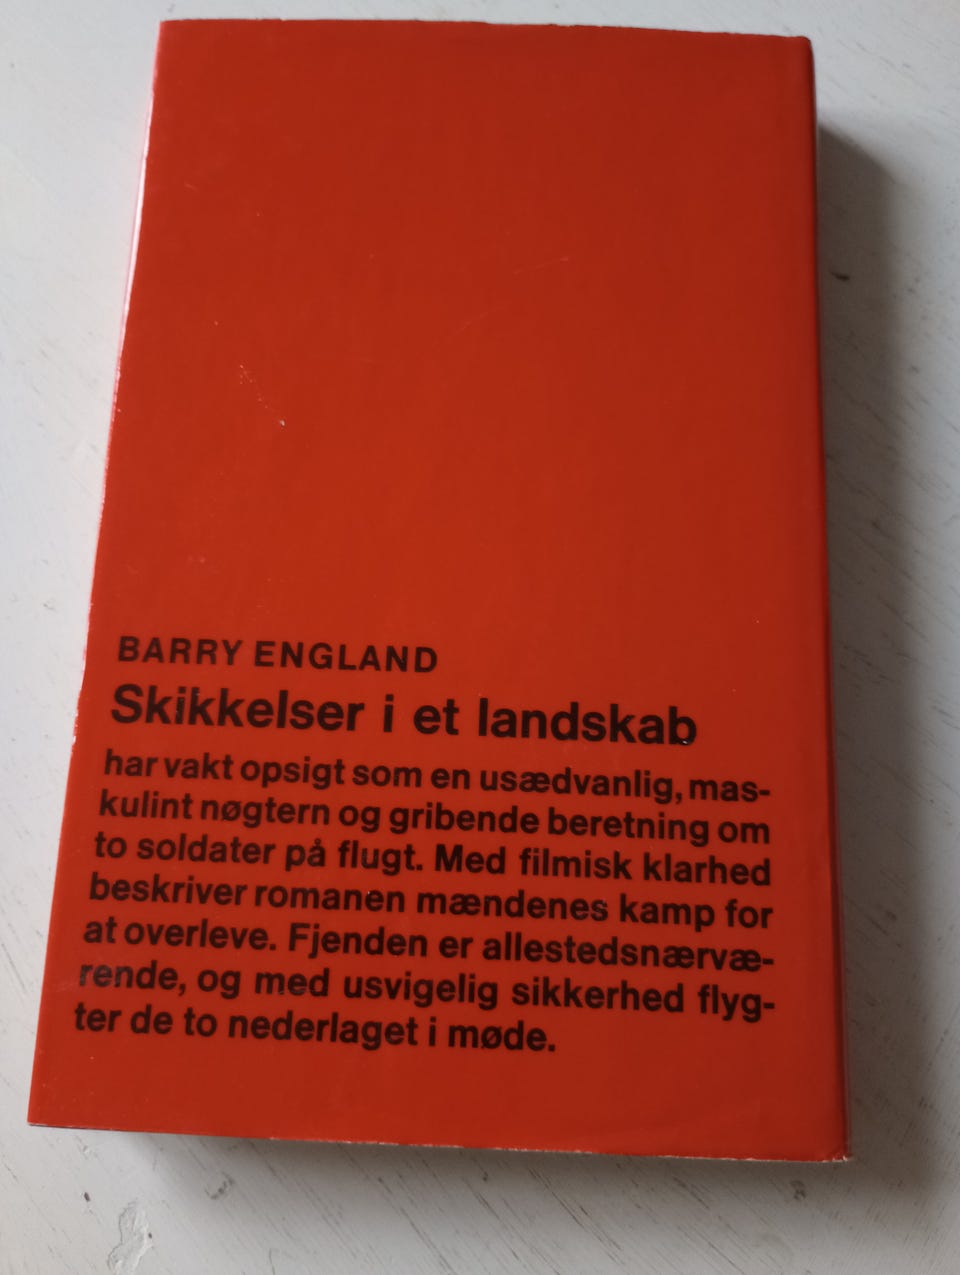 BARRY ENGLAND
Skikkelser i et landskab
har vakt opsigt som en usædvanlig, mas-
kulint nøgtern og gribende beretning om
to soldater på flugt. Med filmisk klarhed
beskriver romanen mændenes kamp for
at overleve. Fjenden er allestedsnærvæ-
rende, og med usvigelig sikkerhed flyg-
ter de to nederlaget i møde.